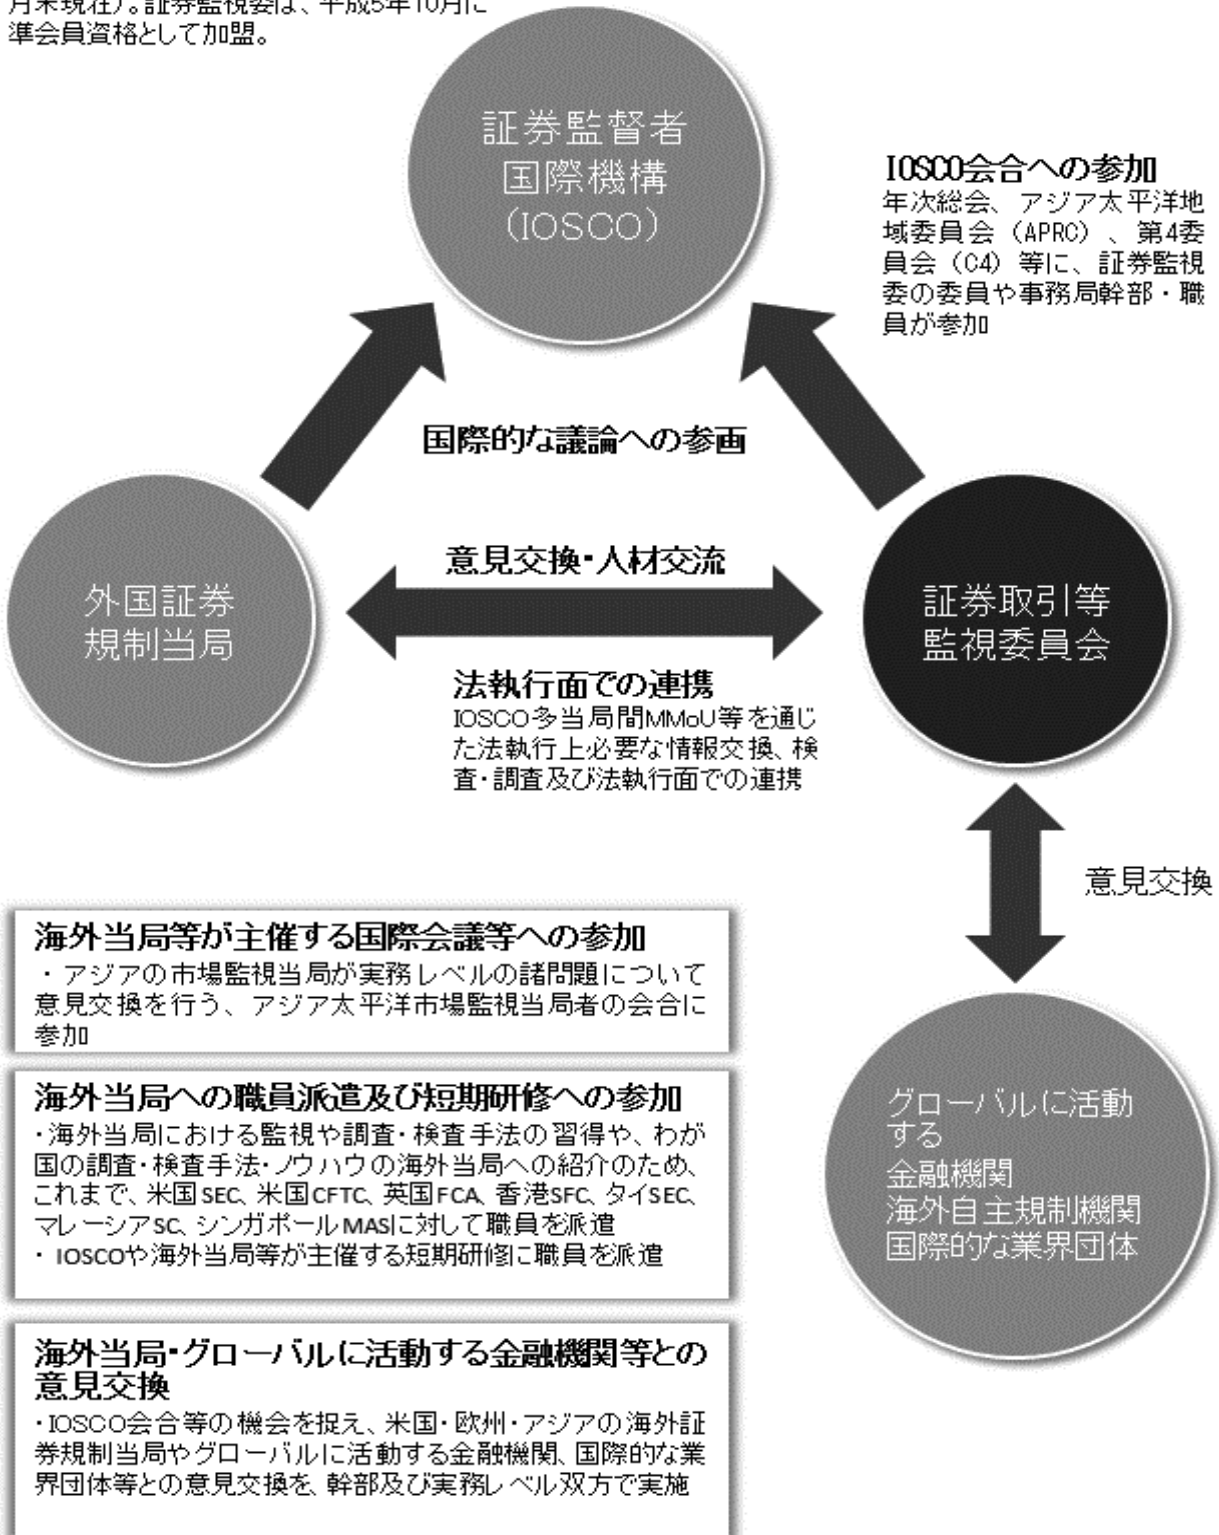 月末現在)。証券監視委は、平成5年10月に
準会員資格として加盟。
証券監督者
国際機構
(IOSCO)
IOSCO会合への参加
年次総会、アジア太平洋地
域委員会（APRC）、第4委
員会（C4）等に、証券監視
委の委員や事務局幹部・職
員が参加
国際的な議論への参画
外国証券
規制当局
意見交換・人材交流
証券取引等
監視委員会
法執行面での連携
IOSCO多当局間MMoU等を通じ
た法執行上必要な情報交換、検
査・調査及び法執行面での連携
意見交換
海外当局等が主催する国際会議等への参加
・アジアの市場監視当局が実務レベルの諸問題について
意見交換を行う、アジア太平洋市場監視当局者の会合に
参加
海外当局への職員派遣及び短期研修への参加
・海外当局における監視や調査・検査手法の習得や、わが
国の調査・検査手法・ノウハウの海外当局への紹介のため、
これまで、米国SEC、米国CFTC、英国FCA、香港SFC、タイSEC、
マレーシアSC、シンガポールMASに対して職員を派遣
・IOSCOや海外当局等が主催する短期研修に職員を派遣
グローバルに活動
する
金融機関
海外自主規制機関
国際的な業界団体
海外当局・グローバルに活動する金融機関等との
意見交換
・IOSCO会合等の機会を捉え、米国・欧州・アジアの海外証
券規制当局やグローバルに活動する金融機関、国際的な業
界団体等との意見交換を、幹部及び実務レベル双方で実施